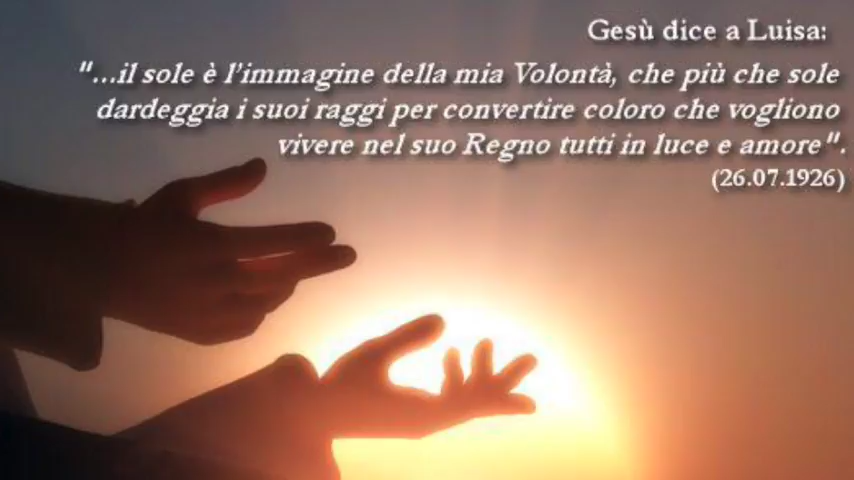 Gesù dice a Luisa:
"...il sole è l'immagine della mia Volontà, che più che sole
dardeggia i suoi raggi per convertire coloro che vogliono
vivere nel suo Regno tutti in luce e amore".
(26.07.1926)